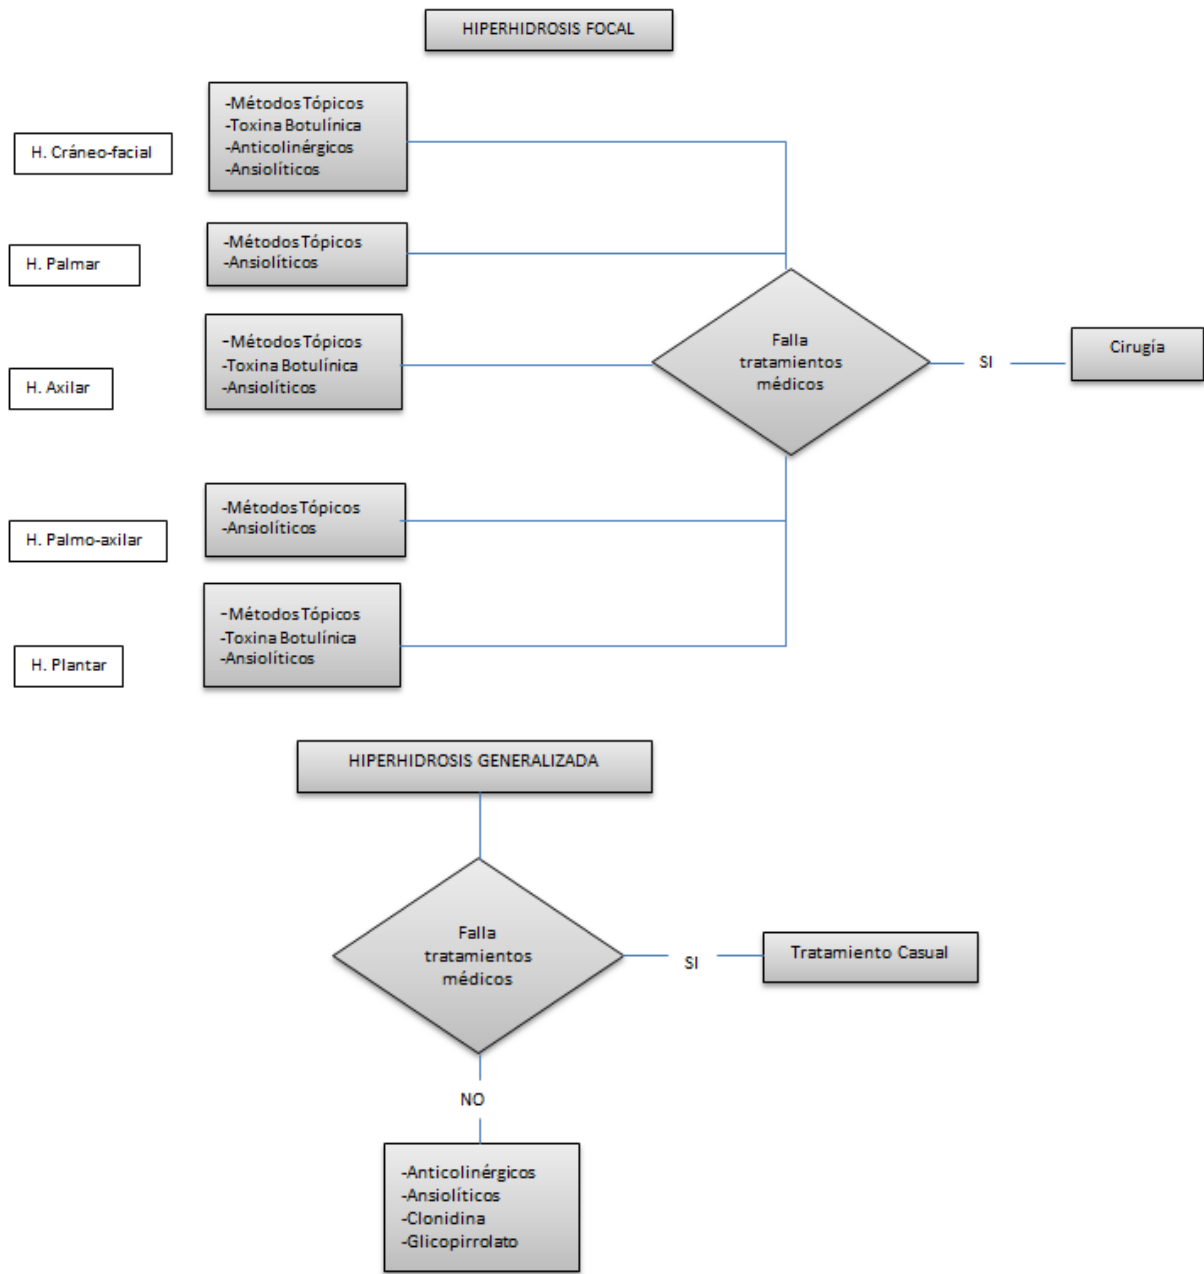 HIPERHIDROSIS FOCAL
H. Cráneo-facial
-Métodos Tópicos
-Toxina Botulínica
-Anticolinérgicos
-Ansiolíticos
H. Palmar
-Métodos Tópicos
-Ansiolíticos
H. Axilar
-Métodos Tópicos
-Toxina Botulínica
-Ansiolíticos
Falla
tratamientos
médicos
SI
Cirugía
H. Palmo-axilar
-Métodos Tópicos
-Ansiolíticos
H. Plantar
-Métodos Tópicos
-Toxina Botulínica
-Ansiolíticos
HIPERHIDROSIS GENERALIZADA
Falla
tratamientos
médicos
SI
Tratamiento Casual
NO
-Anticolinérgicos
-Ansiolíticos
-Clonidina
-Glicopirrolato